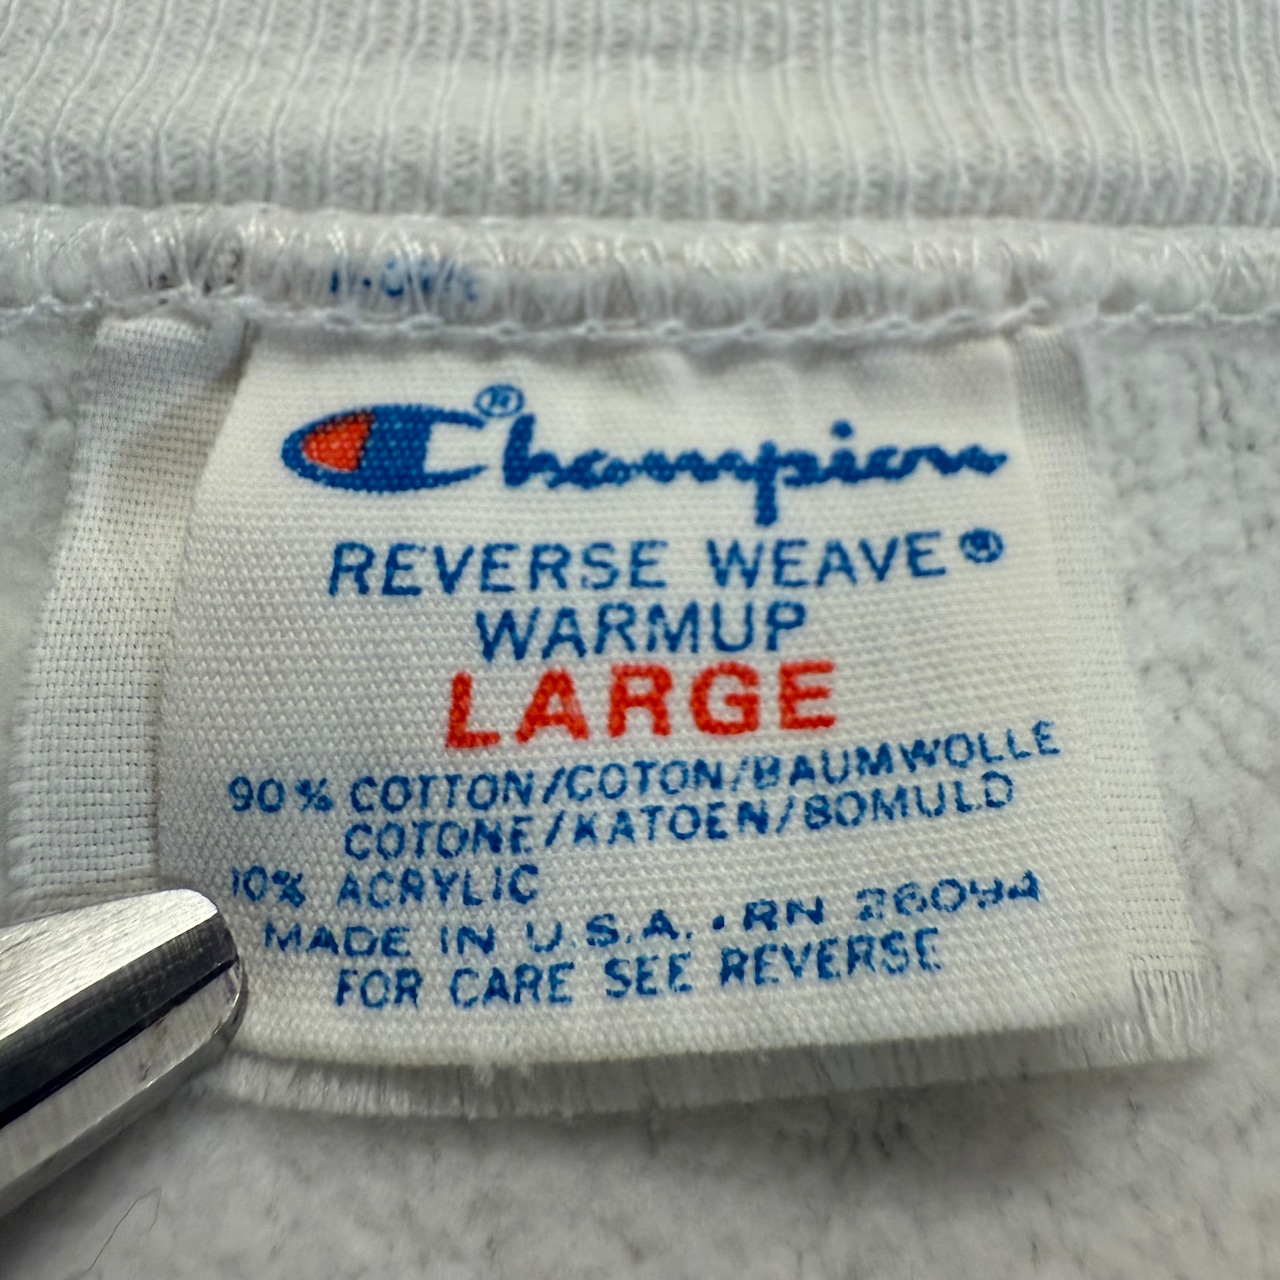 Champion®
REVERSE WEAVE®
WARMUP
LARGE
90% COTTON/COTON/BAUMWOLLE
COTONE/KATOEN/BOMULD
10% ACRYLIC
MADE IN U.S.A. • RN 26094
FOR CARE SEE REVERSE